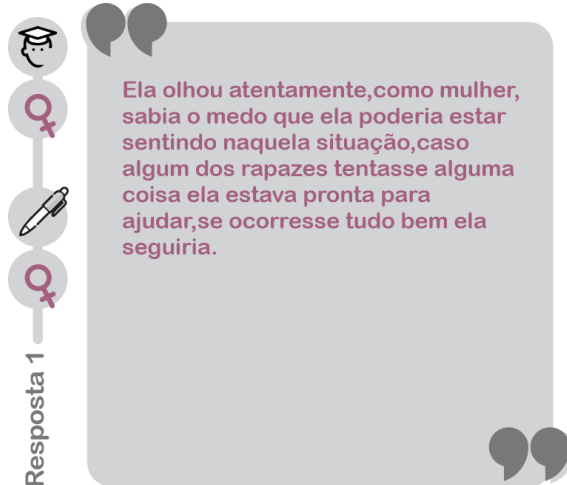 Ela olhou atentamente,como mulher,
sabia o medo que ela poderia estar
sentindo naquela situação,caso
algum dos rapazes tentasse alguma
coisa ela estava pronta para
ajudar,se ocorresse tudo bem ela
seguiria.
Resposta 1